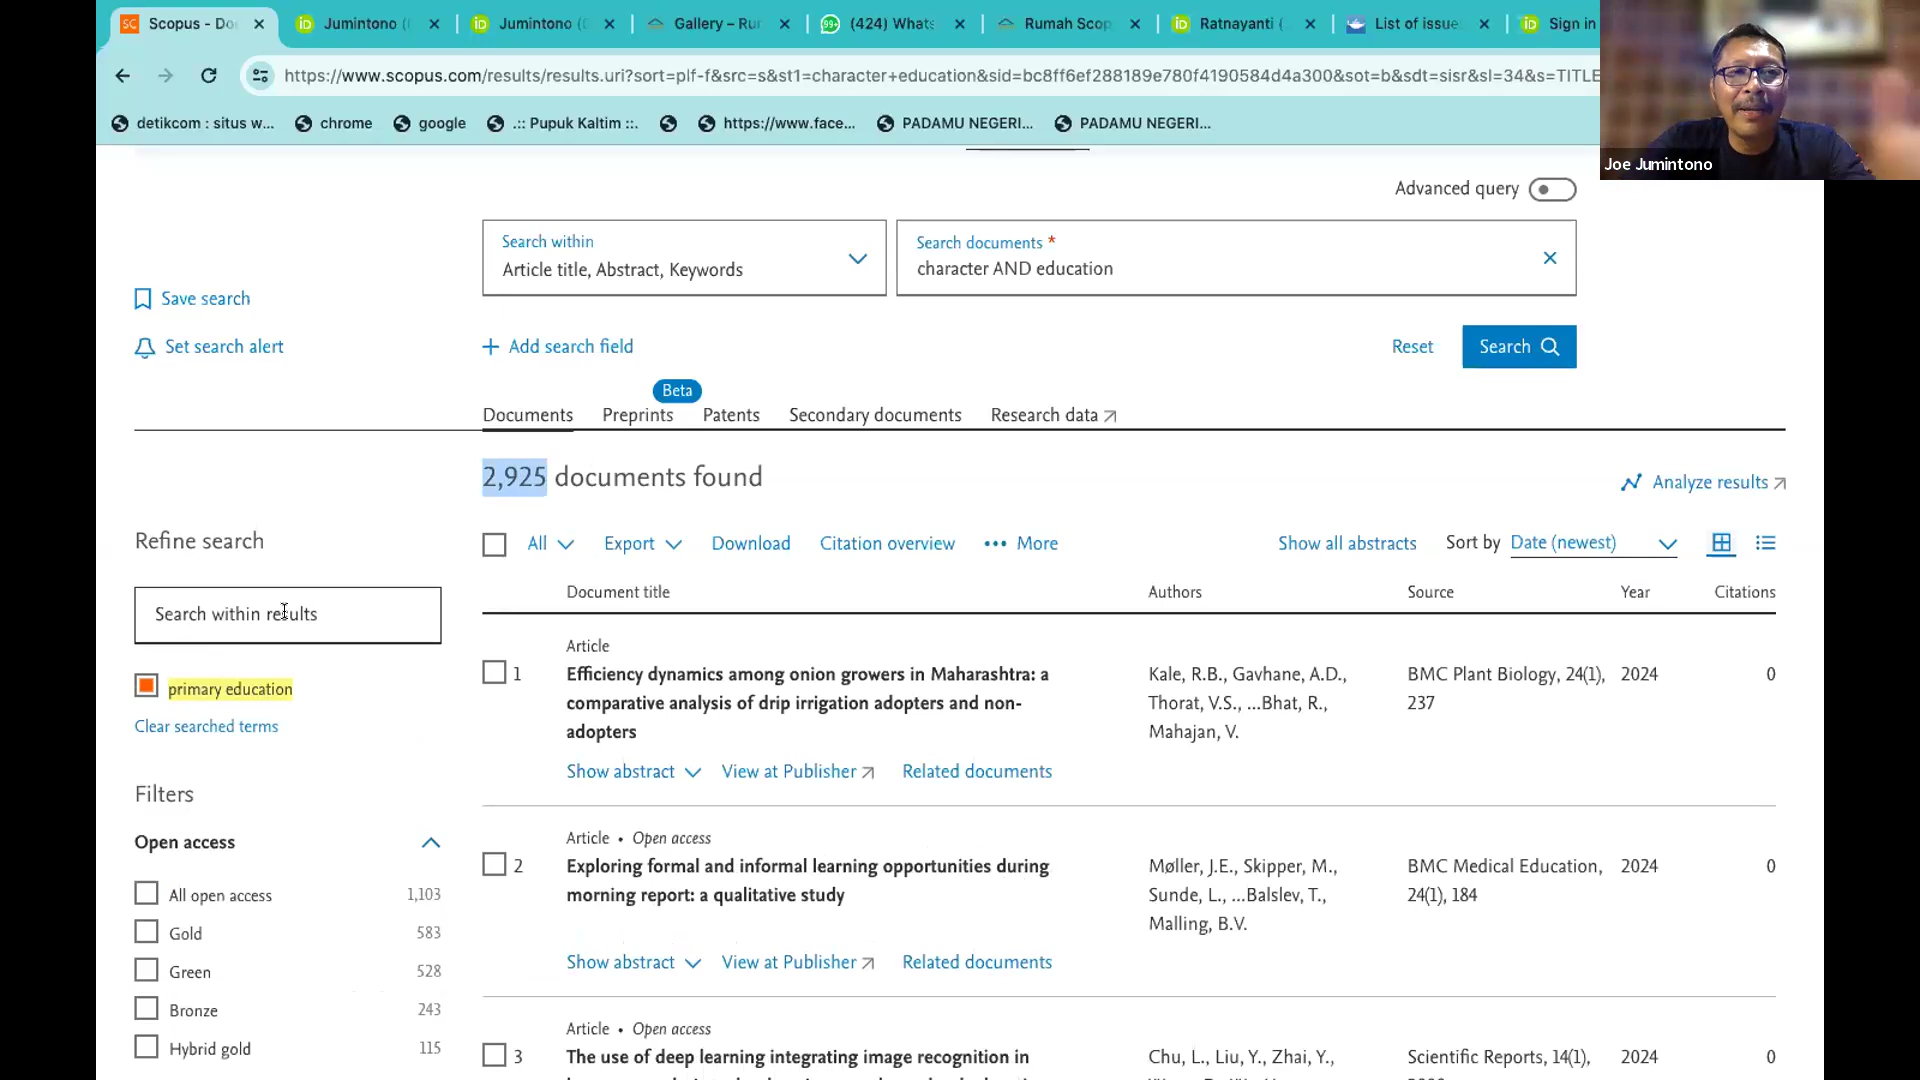 Scopus - Do
Jumintono (
Jumintono (
Gallery – Ru
(424) Whats
Rumah Scop
Ratnayanti (
List of issue
Sign in
https://www.scopus.com/results/results.uri?sort=plf-f&src=s&st1=character+education&sid=bc8ff6ef288189e780f4190584d4a300&sot=b&sdt=sisr&sl=34&s=TITLE
detikcom : situs w...
chrome
google
.:: Pupuk Kaltim ::.
https://www.face...
PADAMU NEGERI...
PADAMU NEGERI...
Joe Jumintono
Advanced query
Search within
Article title, Abstract, Keywords
Search documents *
character AND education
Save search
Set search alert
Add search field
Reset
Search
Beta
Documents Preprints Patents Secondary documents Research data
2,925 documents found
Analyze results
Refine search
Search within results
primary education
Clear searched terms
Filters
Open access
All open access 1,103
Gold 583
Green 528
Bronze 243
Hybrid gold 115
All Export Download Citation overview ••• More
Show all abstracts Sort by Date (newest)
Document title Authors Source Year Citations
Article
1 Efficiency dynamics among onion growers in Maharashtra: a
comparative analysis of drip irrigation adopters and non-
adopters
Kale, R.B., Gavhane, A.D.,
Thorat, V.S., ...Bhat, R.,
Mahajan, V.
BMC Plant Biology, 24(1),
237
2024
0
Show abstract View at Publisher Related documents
Article • Open access
2 Exploring formal and informal learning opportunities during
morning report: a qualitative study
Møller, J.E., Skipper, M.,
Sunde, L., ...Balslev, T.,
Malling, B.V.
BMC Medical Education,
24(1), 184
2024
0
Show abstract View at Publisher Related documents
Article • Open access
3 The use of deep learning integrating image recognition in
Chu, L., Liu, Y., Zhai, Y.,
Scientific Reports, 14(1),
2024
0